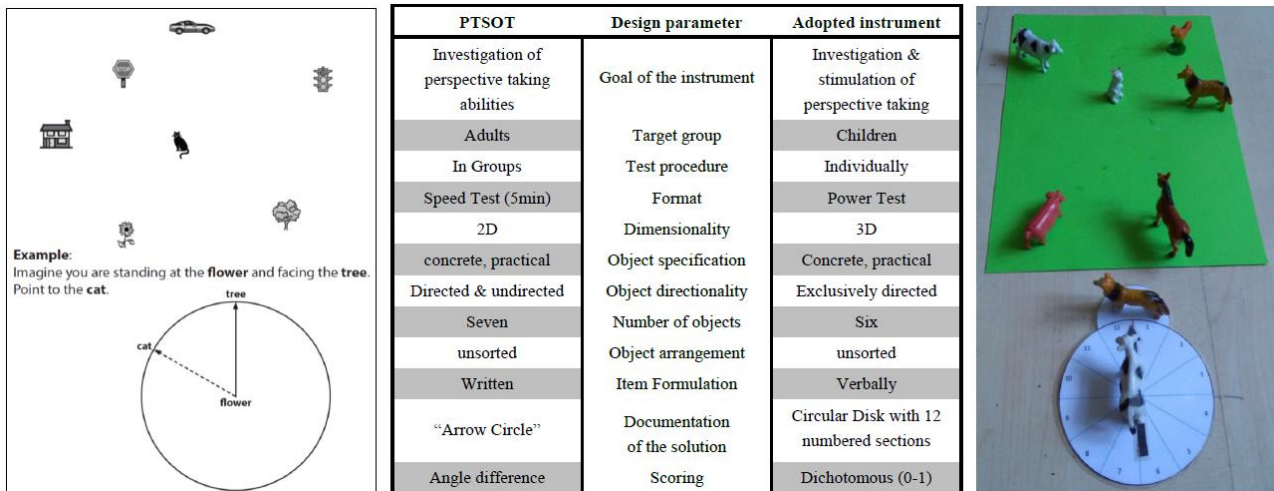 Example:
Imagine you are standing at the flower and facing the tree.
Point to the cat.
tree
cat
flower
PTSOT Design parameter Adopted instrument
Investigation of
perspective taking
abilities
Goal of the instrument
Investigation &
stimulation of
perspective taking
Adults Target group Children
In Groups Test procedure Individually
Speed Test (5min) Format Power Test
2D Dimensionality 3D
concrete, practical Object specification Concrete, practical
Directed & undirected Object directionality Exclusively directed
Seven Number of objects Six
unsorted Object arrangement unsorted
Written Item Formulation Verbally
“Arrow Circle”
Documentation
of the solution
Circular Disk with 12
numbered sections
Angle difference Scoring Dichotomous (0-1)